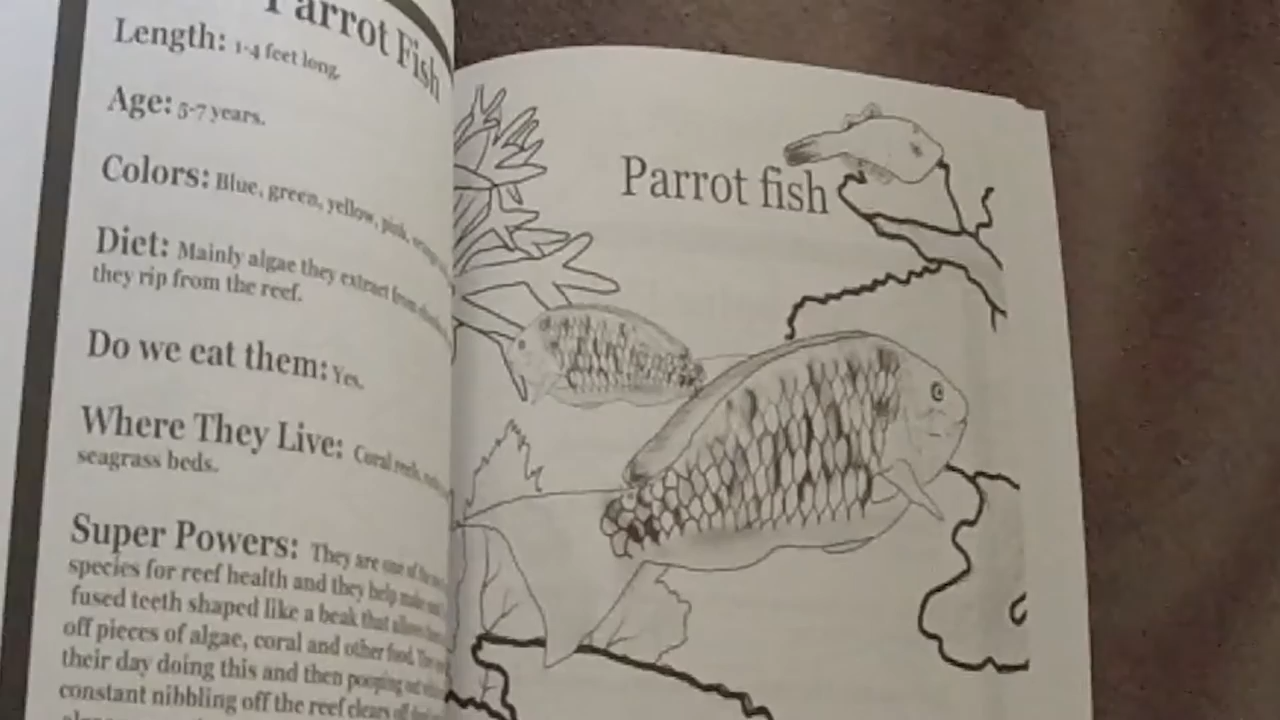 Parrot Fish
Length: 1-4 feet long.
Age: 5-7 years.
Colors: Blue, green, yellow, pink,
Diet: Mainly algae they extract from
they rip from the reef.
Do we eat them: Yes.
Where They Live: Coral reefs,
seagrass beds.
Super Powers: They are one of the
species for reef health and they help make
fused teeth shaped like a beak that allows
off pieces of algae, coral and other food. They
their day doing this and then pooping out
constant nibbling off the reef clears
Parrot fish